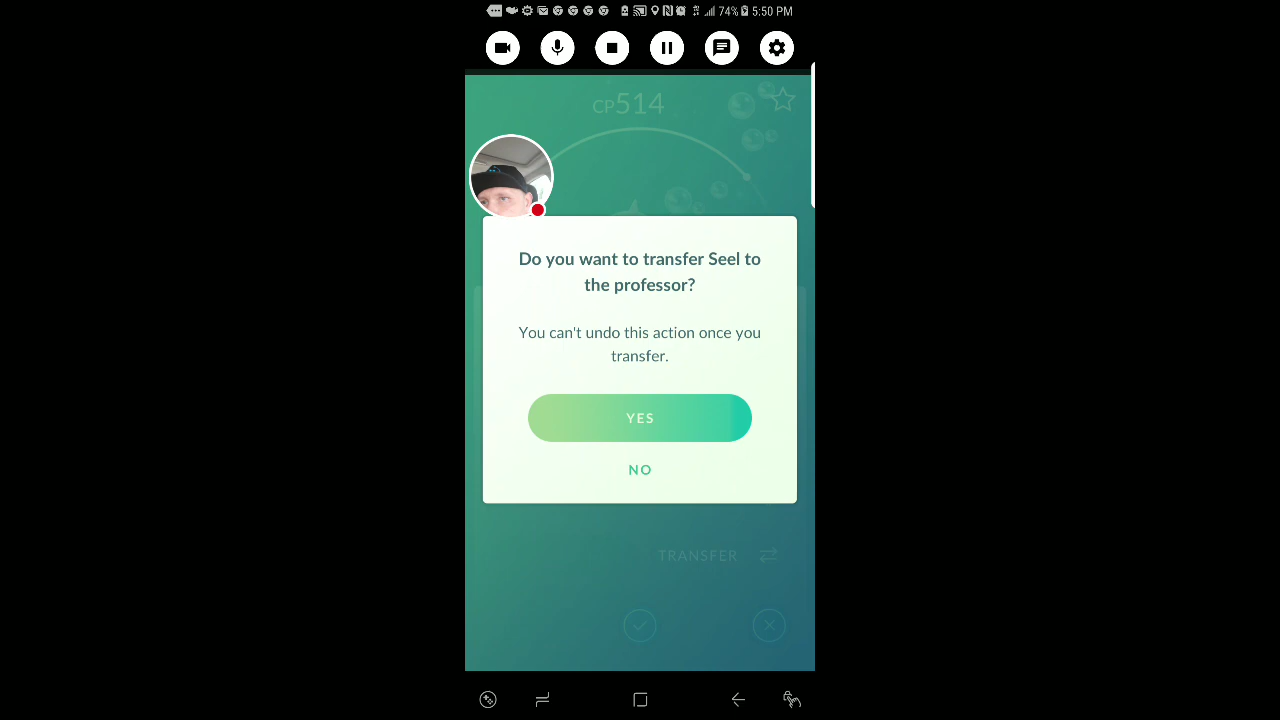 74% 5:50 PM
CP514
Do you want to transfer Seel to
the professor?
You can't undo this action once you
transfer.
YES
NO
TRANSFER